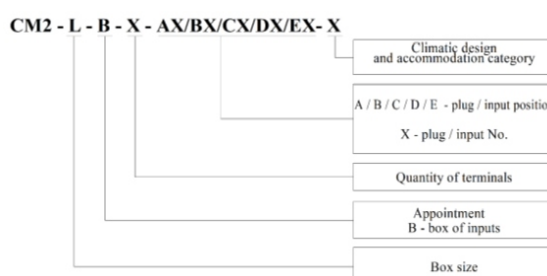 CM2 - L - B - X - AX/BX/CX/DX/EX- X
Climatic design
and accommodation category
A / B / C / D / E - plug / input positio
X - plug / input No.
Quantity of terminals
Appointment
B - box of inputs
Box size